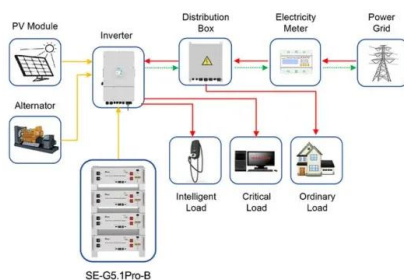 PV Module
Inverter
Distribution
Box
Electricity
Meter
Power
Grid
Alternator
Intelligent
Load
Critical
Load
Ordinary
Load
SE-G5.1Pro-B